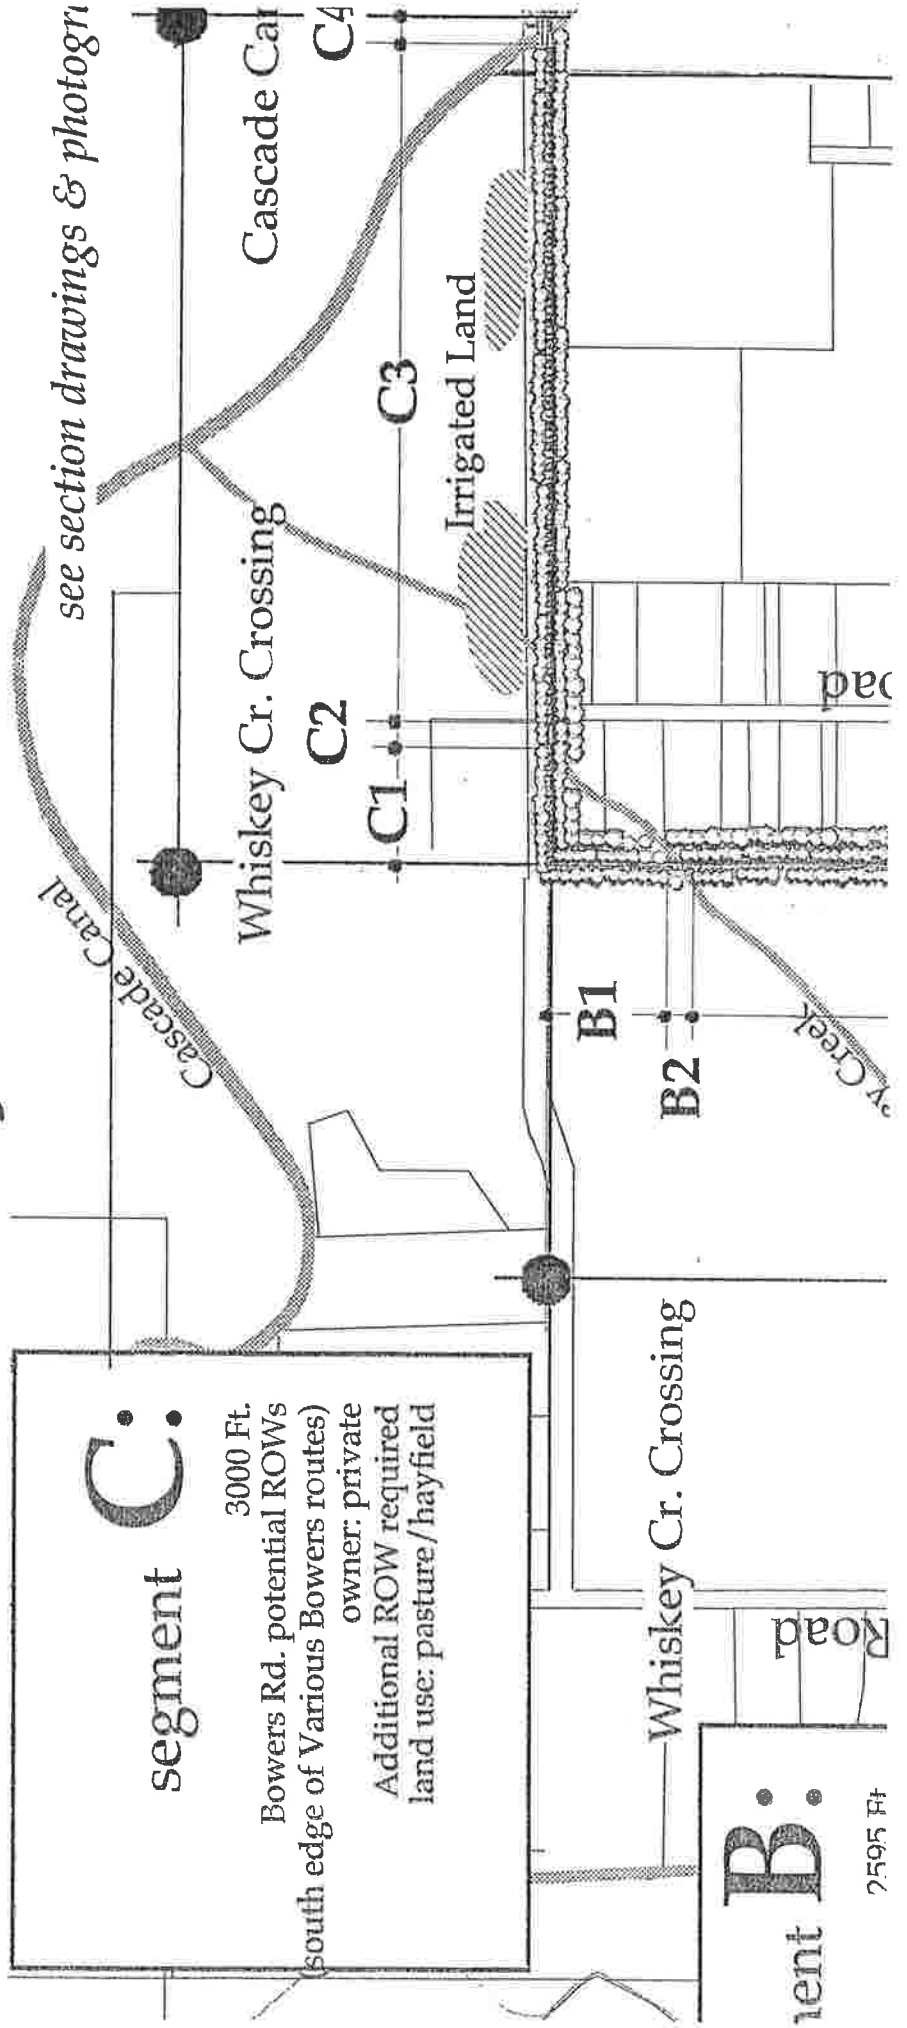 see section drawings & photogr
segment C:
3000 Ft.
Bowers Rd. potential ROWs
south edge of Various Bowers routes)
owner: private
Additional ROW required
land use: pasture/hayfield
Cascade Canal
Whiskey Cr. Crossing
Cascade Ca
C1
C2
C3
C4
Irrigated Land
B1
B2
Creek
Whiskey Cr. Crossing
Road
oad
ment B:
2595 Ft